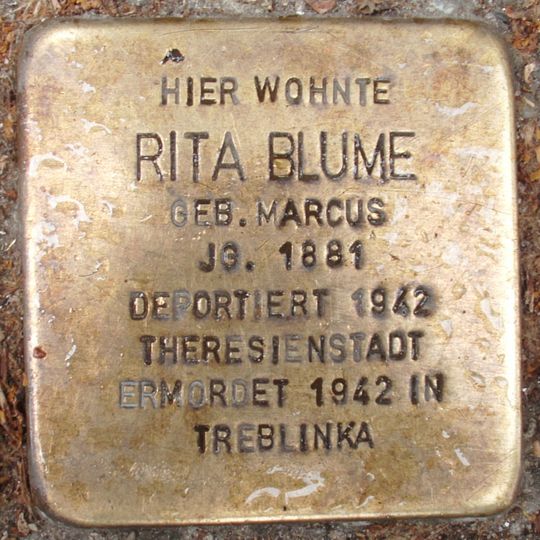 HIER WOHNTE
RITA BLUME
GEB. MARCUS
JG. 1881
DEPORTIERT 1942
THERESIENSTADT
ERMORDET 1942 IN
TREBLINKA